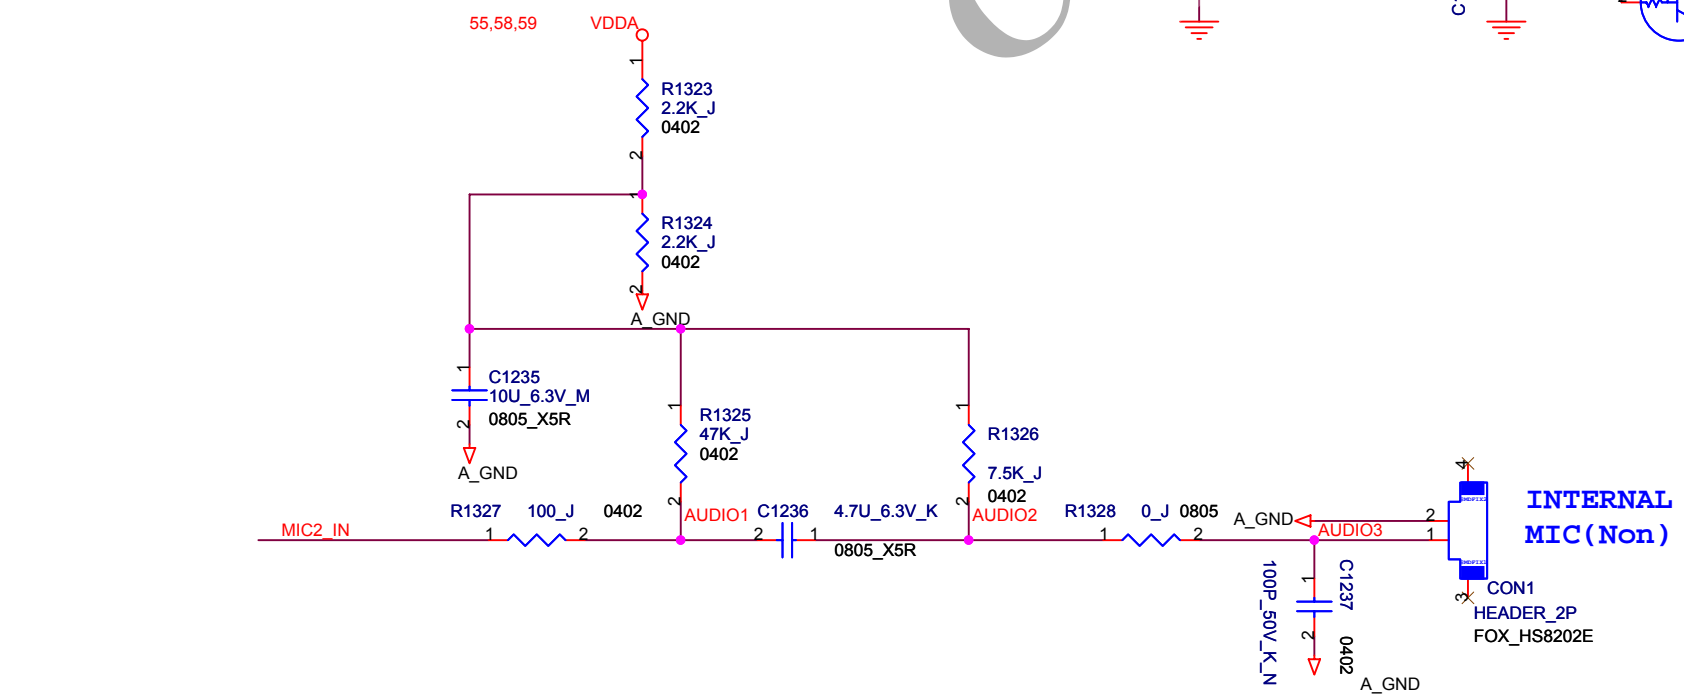 55,58,59 VDDA
1
R1323
2.2K_J
0402
2
1
R1324
2.2K_J
0402
2
A_GND
1
C1235
10U_6.3V_M
0805_X5R
2
A_GND
1
R1325
47K_J
0402
2
1
R1326
7.5K_J
0402
2
MIC2_IN
R1327 100_J 0402
1 2
AUDIO1
C1236 4.7U_6.3V_K
2 1
0805_X5R
AUDIO2
R1328 0_J 0805
1 2
A_GND
AUDIO3
2
1
4
3
INTERNAL
MIC(Non)
CON1
HEADER_2P
FOX_HS8202E
1
C1237
100P_50V_K_N
2
0402
A_GND